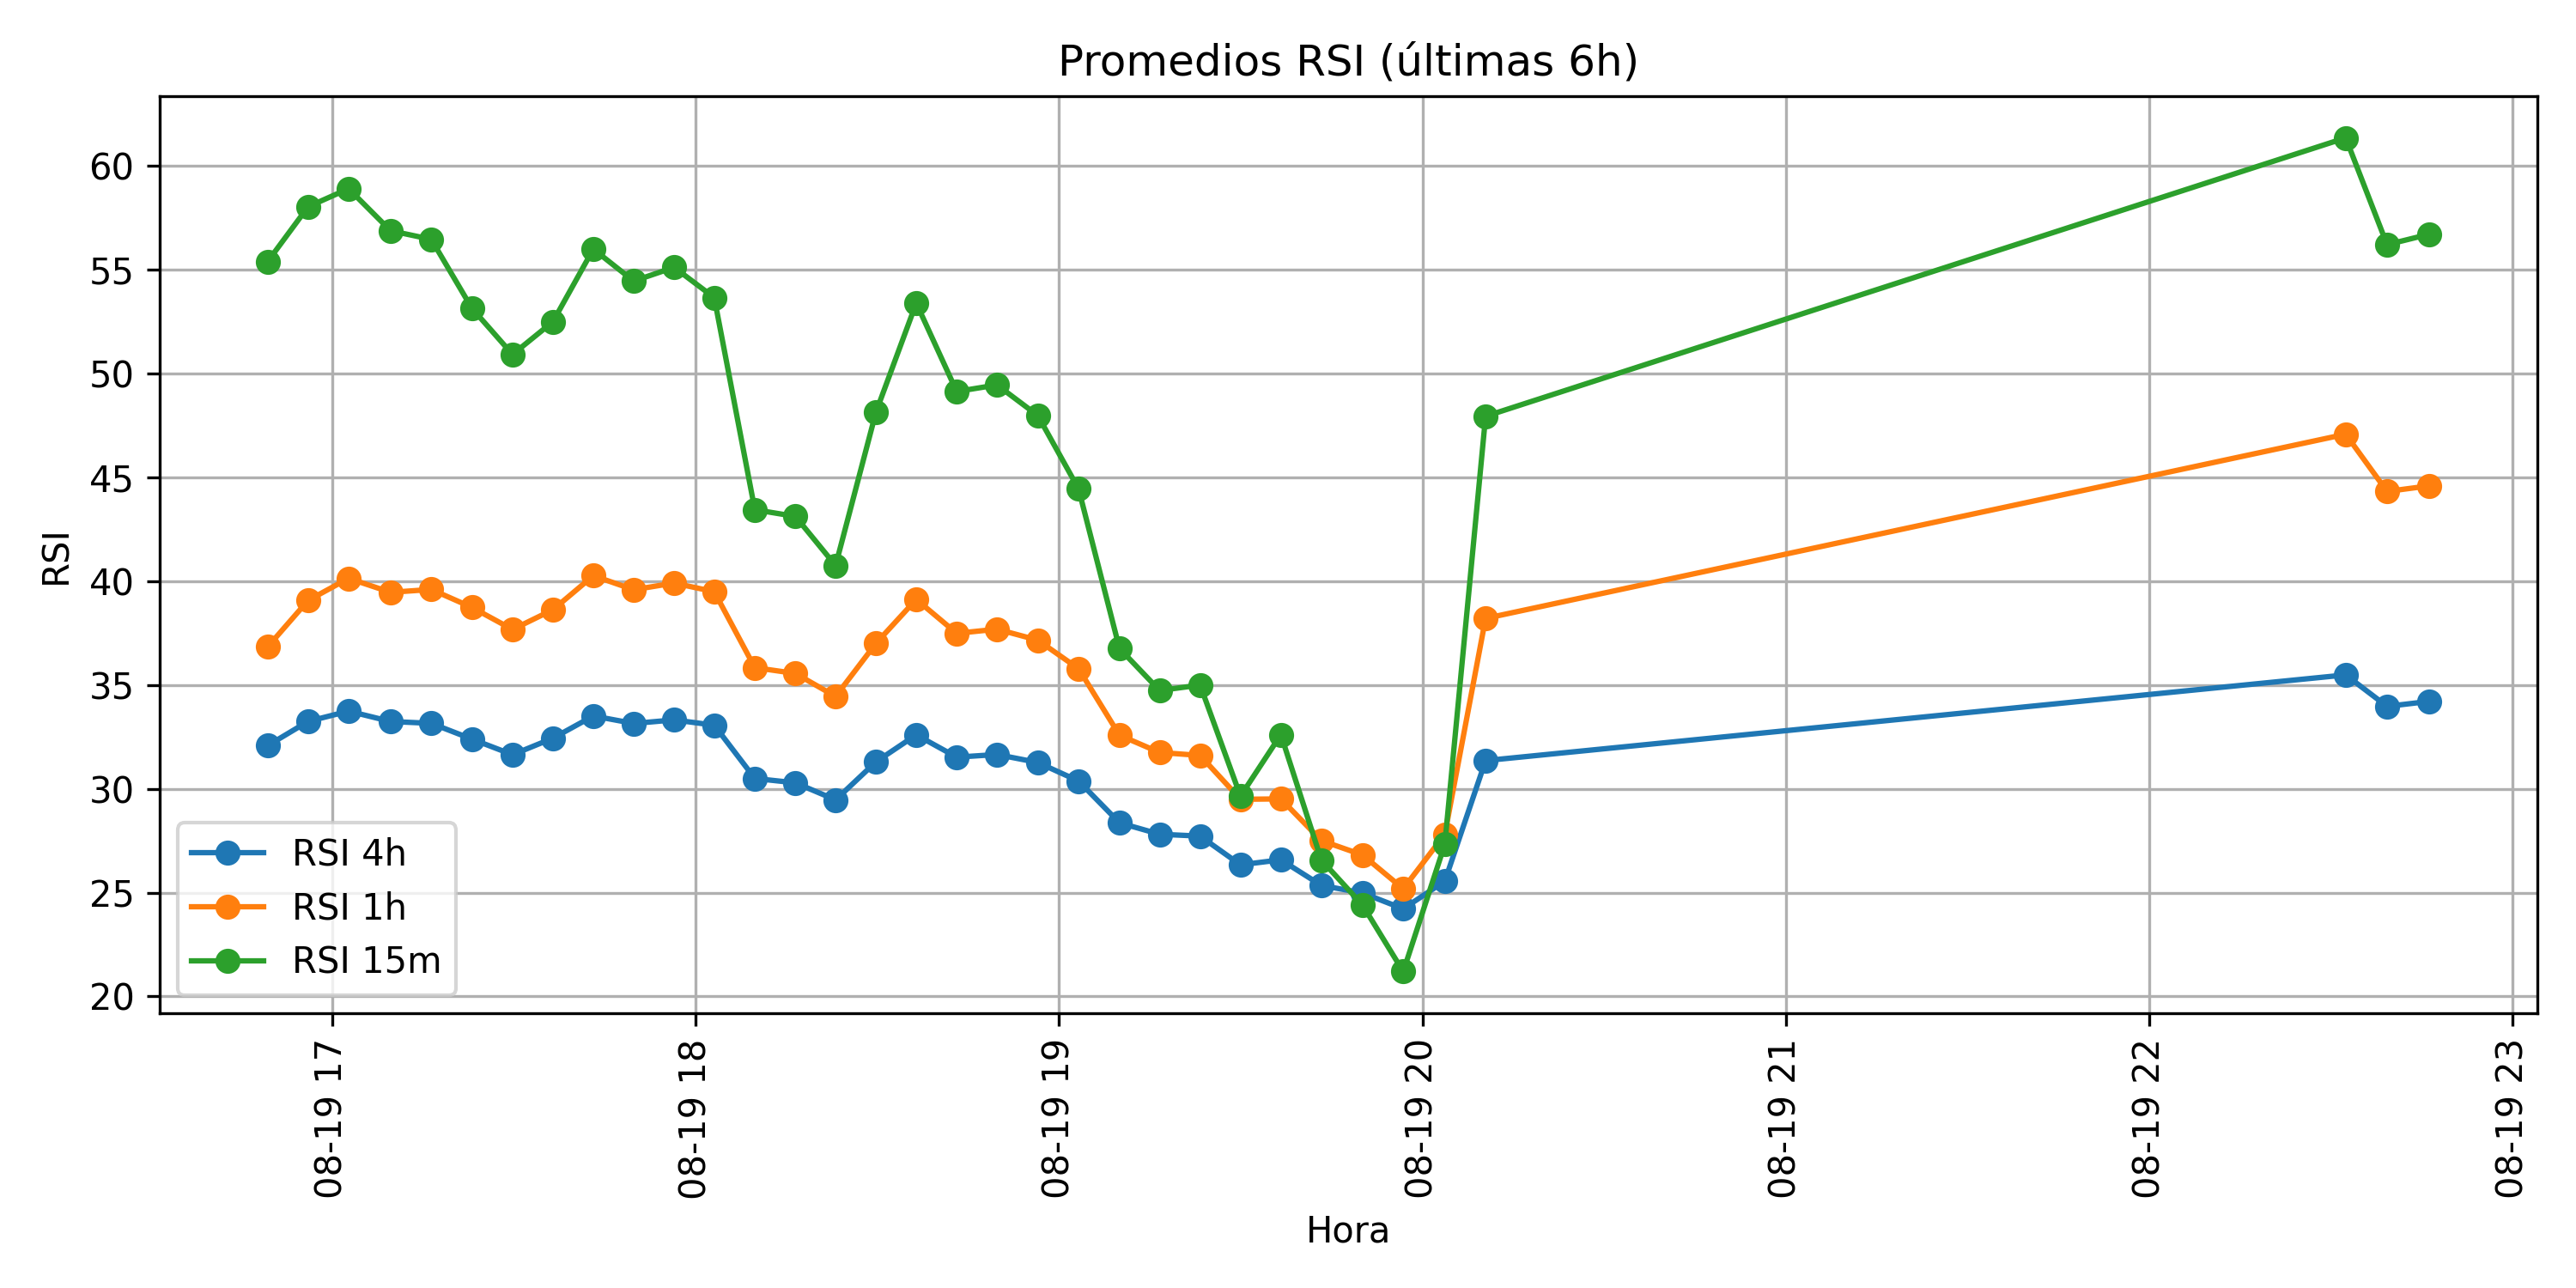 Promedios RSI (últimas 6h)
RSI
60
55
50
45
40
35
30
25
20
RSI 4h
RSI 1h
RSI 15m
08-19 17
08-19 18
08-19 19
08-19 20
08-19 21
08-19 22
08-19 23
Hora